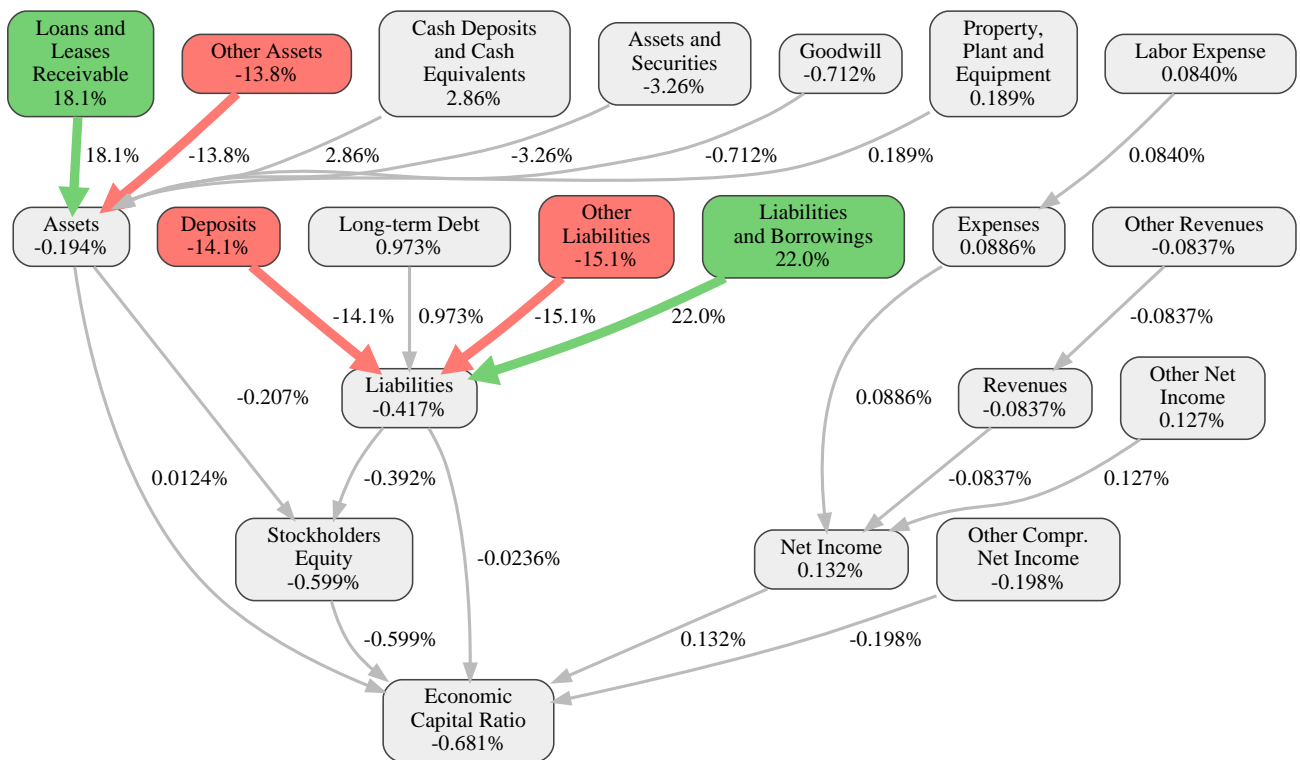 Loans and
Leases
Receivable
18.1%
Other Assets
-13.8%
Cash Deposits
and Cash
Equivalents
2.86%
Assets and
Securities
-3.26%
Goodwill
-0.712%
Property,
Plant and
Equipment
0.189%
Labor Expense
0.0840%
18.1%
-13.8%
2.86%
-3.26%
-0.712%
0.189%
0.0840%
Assets
-0.194%
Deposits
-14.1%
Long-term Debt
0.973%
Other
Liabilities
-15.1%
Liabilities
and Borrowings
22.0%
Expenses
0.0886%
Other Revenues
-0.0837%
-14.1%
0.973%
-15.1%
22.0%
-0.0837%
-0.207%
Liabilities
-0.417%
0.0886%
Revenues
-0.0837%
Other Net
Income
0.127%
0.0124%
-0.392%
-0.0837%
0.127%
Stockholders
Equity
-0.599%
-0.0236%
Net Income
0.132%
Other Compr.
Net Income
-0.198%
-0.599%
0.132%
-0.198%
Economic
Capital Ratio
-0.681%